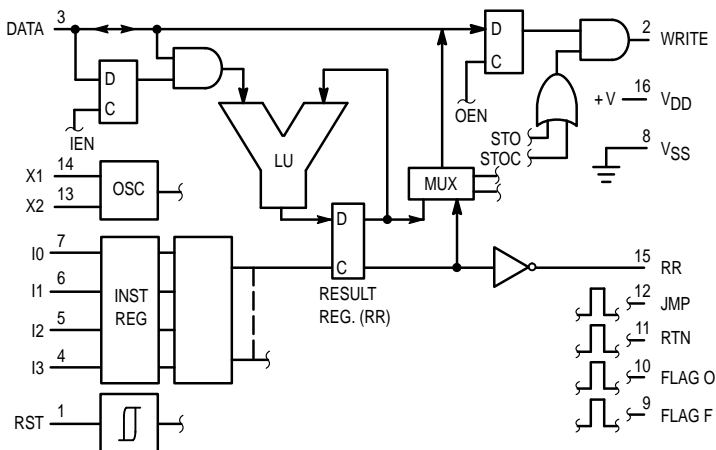 DATA 3
D
C
IEN
D
C
OEN
2 WRITE
+V 16 VDD
STO
STOC
8 VSS
LU
X1 14
X2 13
OSC
MUX
D
C
I0 7
I1 6
I2 5
I3 4
INST
REG
RESULT
REG. (RR)
15 RR
12 JMP
11 RTN
10 FLAG O
9 FLAG F
RST 1